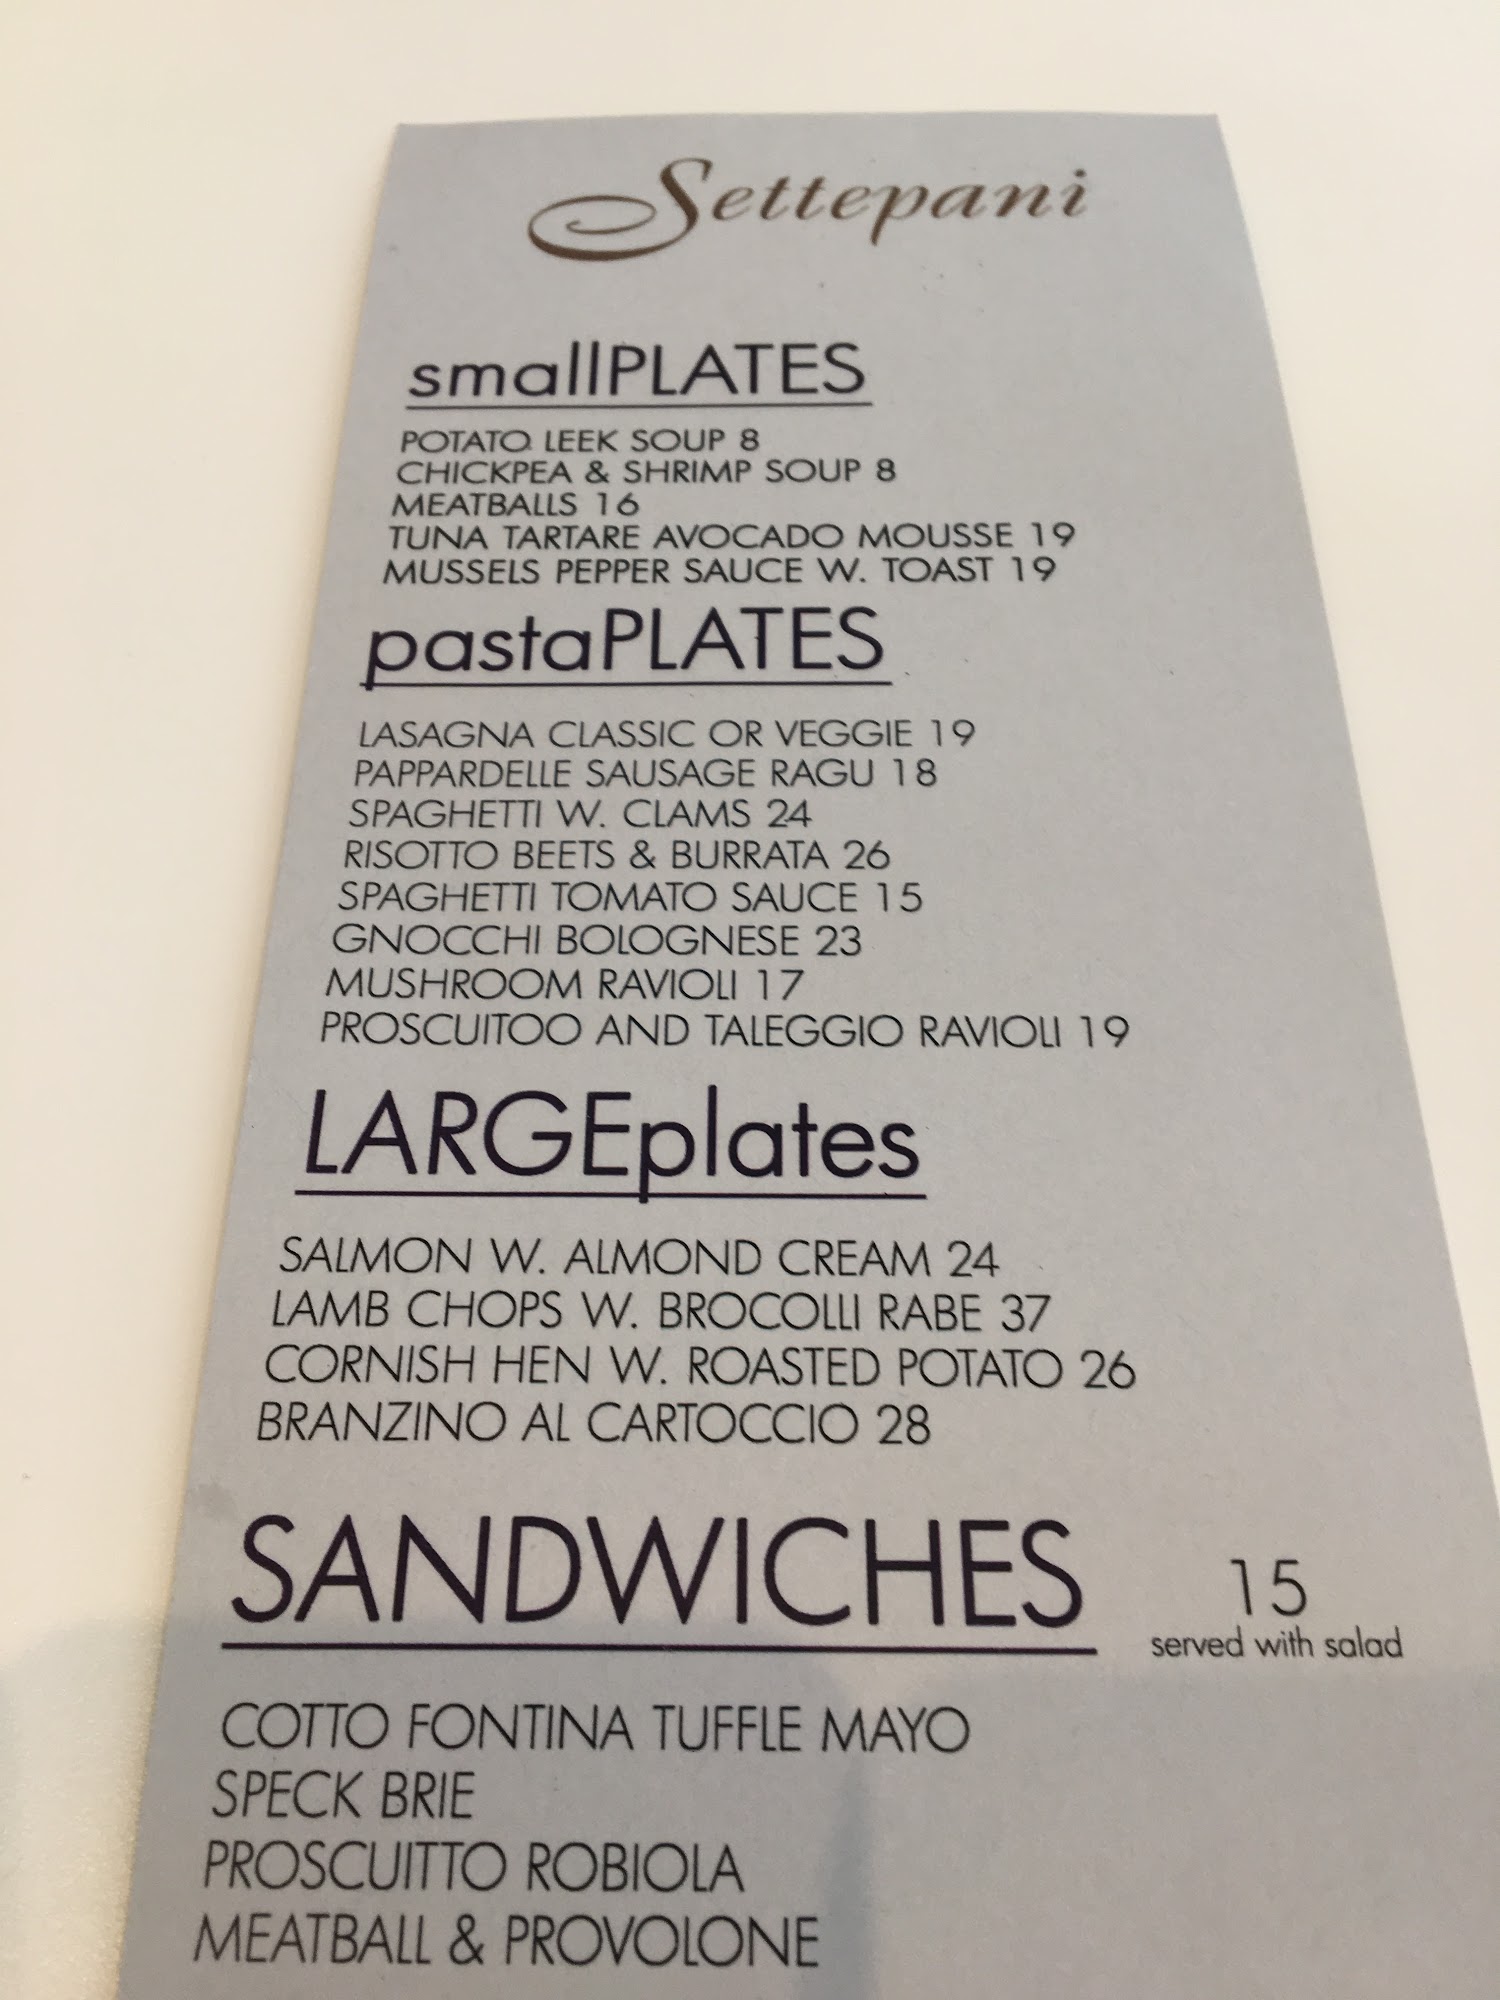 Settepani
smallPLATES
POTATO LEEK SOUP 8
CHICKPEA & SHRIMP SOUP 8
MEATBALLS 16
TUNA TARTARE AVOCADO MOUSSE 19
MUSSELS PEPPER SAUCE W. TOAST 19
pastaPLATES
LASAGNA CLASSIC OR VEGGIE 19
PAPPARDELLE SAUSAGE RAGU 18
SPAGHETTI W. CLAMS 24
RISOTTO BEETS & BURRATA 26
SPAGHETTI TOMATO SAUCE 15
GNOCCHI BOLOGNESE 23
MUSHROOM RAVIOLI 17
PROSCUITOO AND TALEGGIO RAVIOLI 19
LARGEplates
SALMON W. ALMOND CREAM 24
LAMB CHOPS W. BROCOLLI RABE 37
CORNISH HEN W. ROASTED POTATO 26
BRANZINO AL CARTOCCIO 28
SANDWICHES 15
served with salad
COTTO FONTINA TUFFLE MAYO
SPECK BRIE
PROSCUITTO ROBIOLA
MEATBALL & PROVOLONE